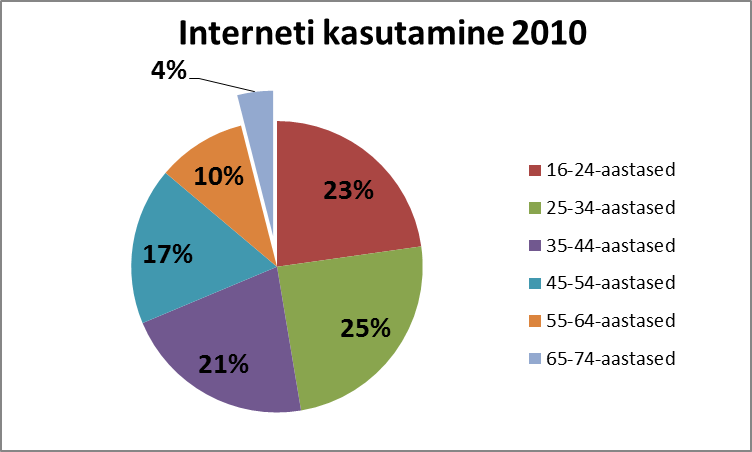 Interneti kasutamine 2010
4%
10%
23%
17%
25%
21%
16-24-aastased
25-34-aastased
35-44-aastased
45-54-aastased
55-64-aastased
65-74-aastased